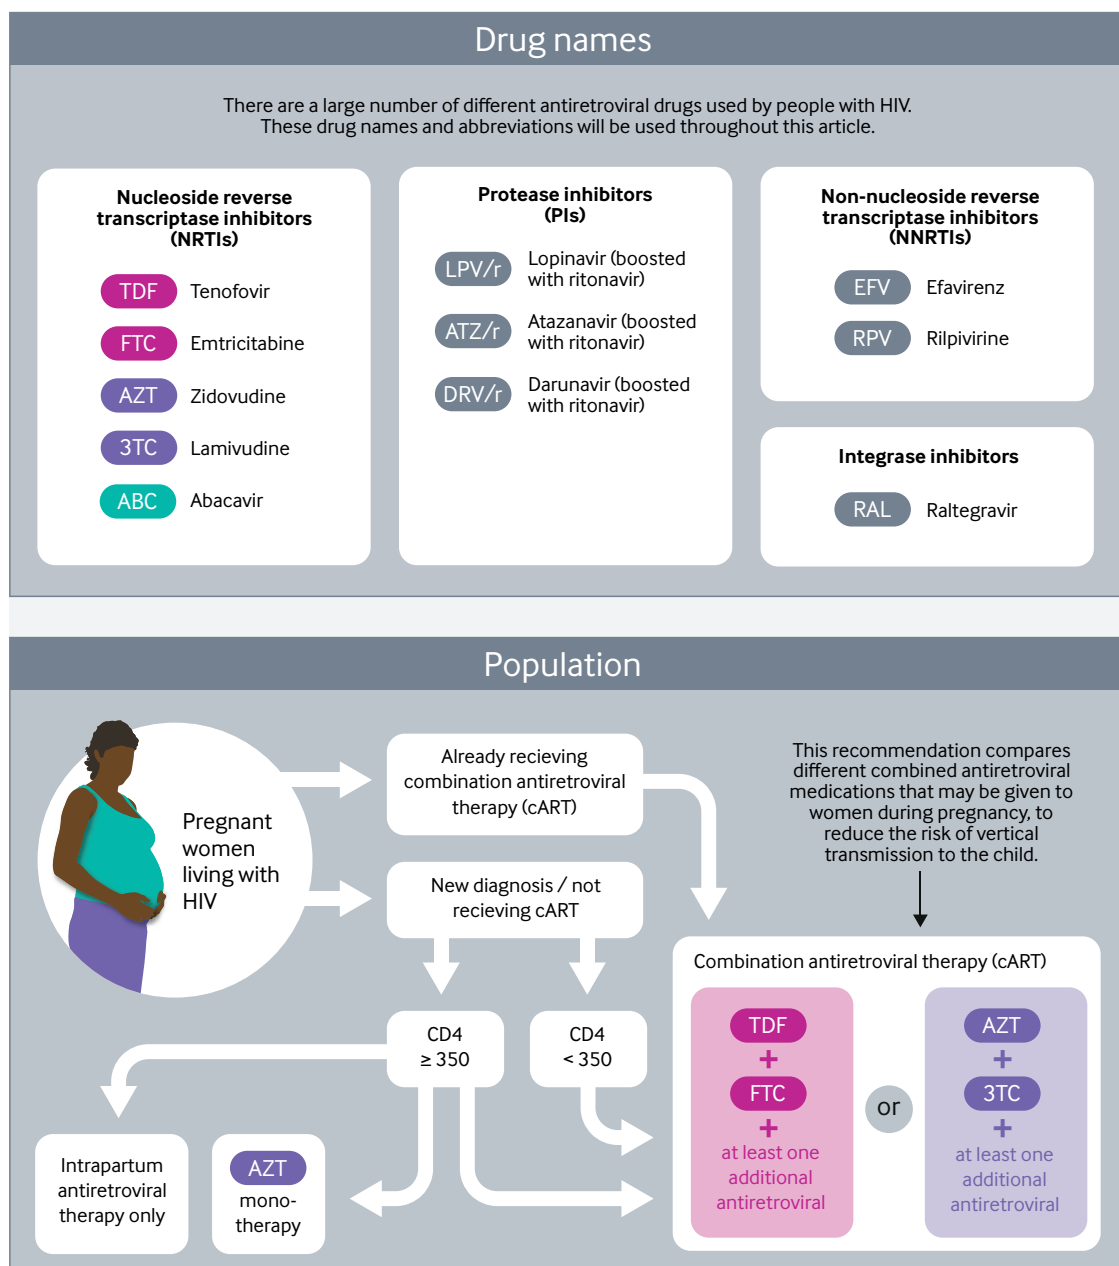 Drug names
There are a large number of different antiretroviral drugs used by people with HIV.
These drug names and abbreviations will be used throughout this article.
Nucleoside reverse
transcriptase inhibitors
(NRTIs)
TDF Tenofovir
FTC Emtricitabine
AZT Zidovudine
3TC Lamivudine
ABC Abacavir
Protease inhibitors
(PIs)
LPV/r Lopinavir (boosted
with ritonavir)
ATZ/r Atazanavir (boosted
with ritonavir)
DRV/r Darunavir (boosted
with ritonavir)
Non-nucleoside reverse
transcriptase inhibitors
(NNRTIs)
EFV Efavirenz
RPV Rilpivirine
Integrase inhibitors
RAL Raltegravir
Population
Pregnant
women
living with
HIV
Already recieving
combination antiretroviral
therapy (cART)
New diagnosis / not
recieving cART
CD4
≥ 350
CD4
< 350
Intrapartum
antiretroviral
therapy only
AZT
mono-
therapy
This recommendation compares
different combined antiretroviral
medications that may be given to
women during pregnancy, to
reduce the risk of vertical
transmission to the child.
Combination antiretroviral therapy (cART)
TDF
+
FTC
+
at least one
additional
antiretroviral
or
AZT
+
3TC
+
at least one
additional
antiretroviral